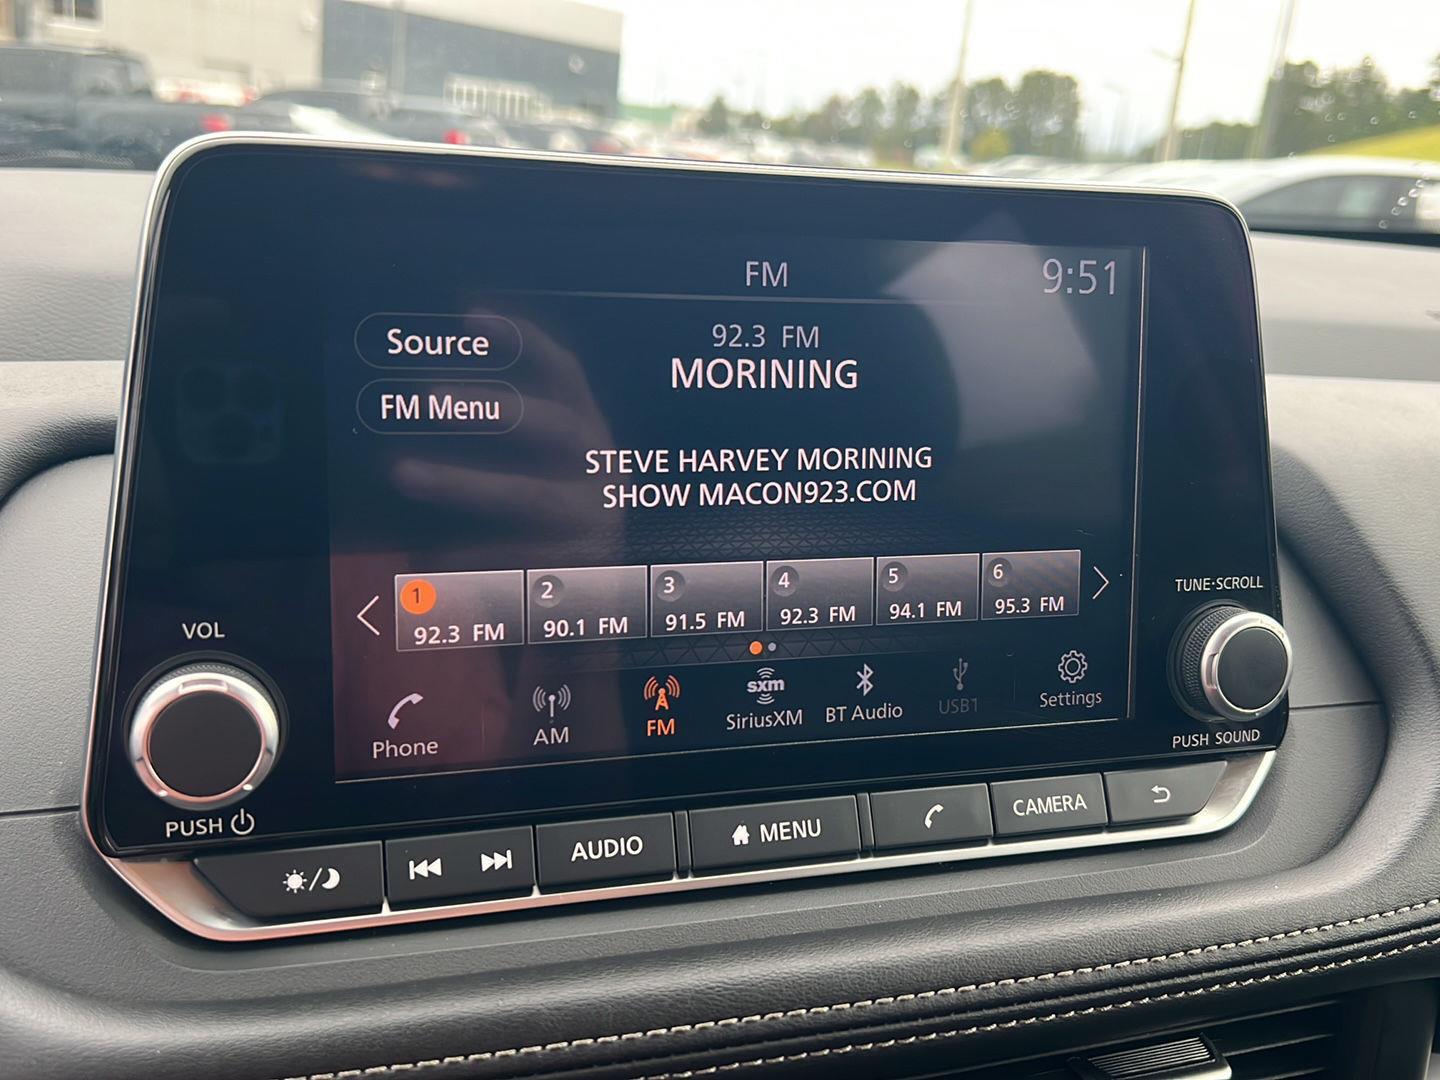 FM
9:51
Source
92.3 FM
MORINING
FM Menu
STEVE HARVEY MORINING
SHOW MACON923.COM
1
92.3 FM
2
90.1 FM
3
91.5 FM
4
92.3 FM
5
94.1 FM
6
95.3 FM
Phone
AM
FM
sxm
SiriusXM
BT Audio
USB1
Settings
VOL
PUSH
TUNE·SCROLL
PUSH SOUND
AUDIO
MENU
CAMERA